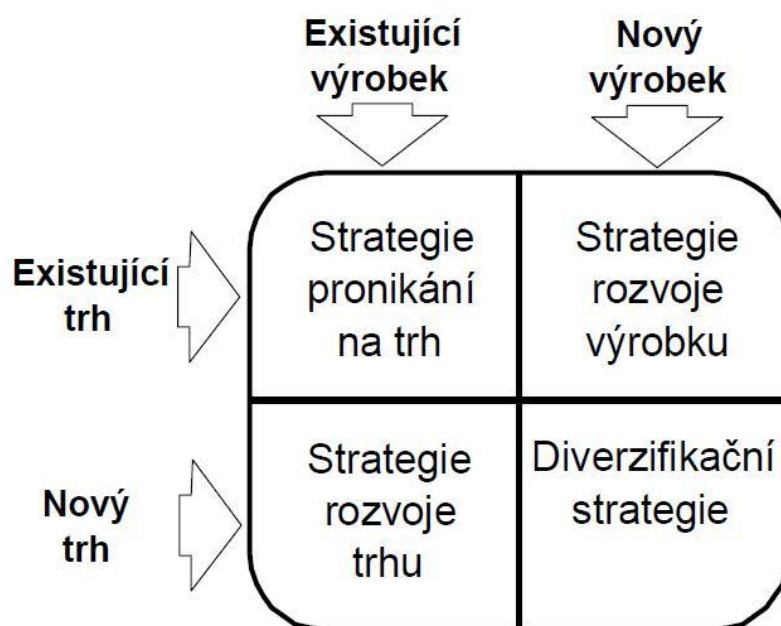 Existující
výrobek
Nový
výrobek
Existující
trh
Strategie
pronikání
na trh
Strategie
rozvoje
výrobku
Nový
trh
Strategie
rozvoje
trhu
Diverzifikační
strategie